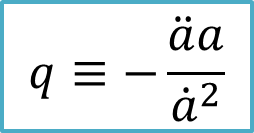 q ≡ − äa / ȧ²